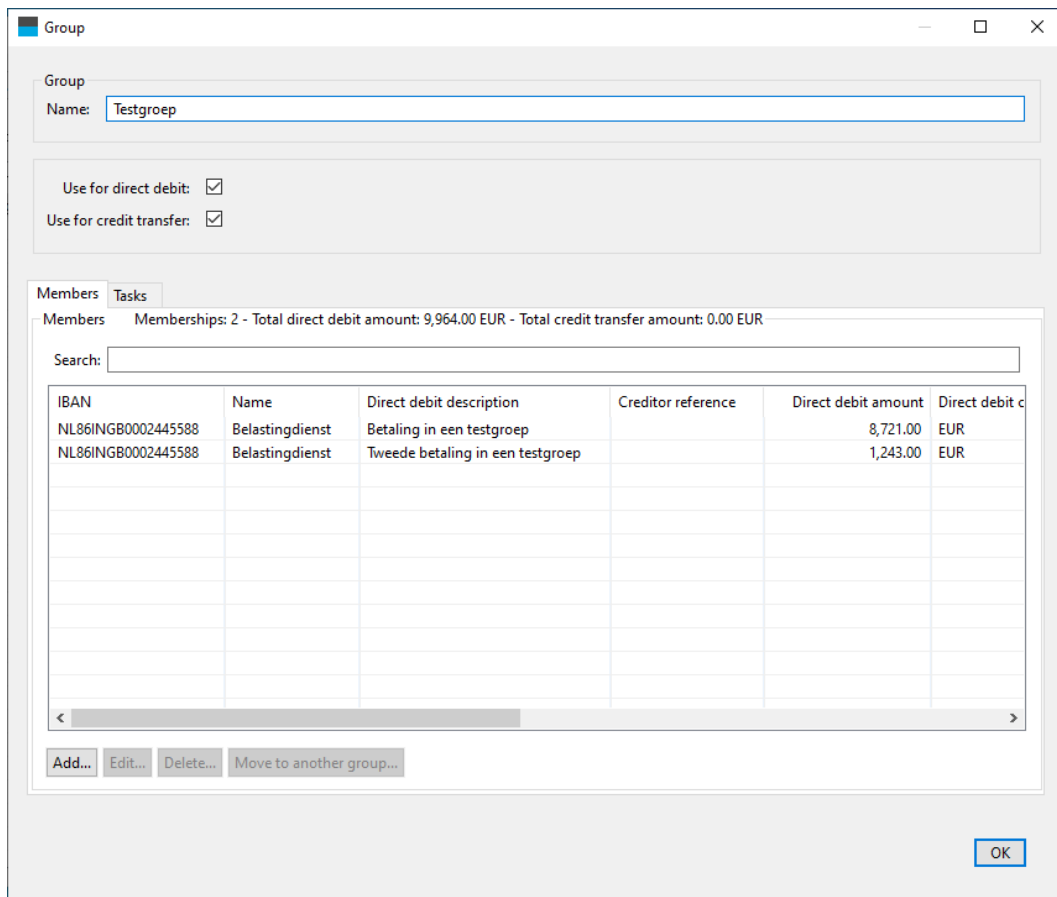 Group
Group
Name: Testgroep
Use for direct debit:
Use for credit transfer:
Members Tasks
Members Memberships: 2 - Total direct debit amount: 9,964.00 EUR - Total credit transfer amount: 0.00 EUR
Search:
IBAN Name Direct debit description Creditor reference Direct debit amount Direct debit c
NL86INGB0002445588 Belastingdienst Betaling in een testgroep 8,721.00 EUR
NL86INGB0002445588 Belastingdienst Tweede betaling in een testgroep 1,243.00 EUR
Add... Edit... Delete... Move to another group...
OK